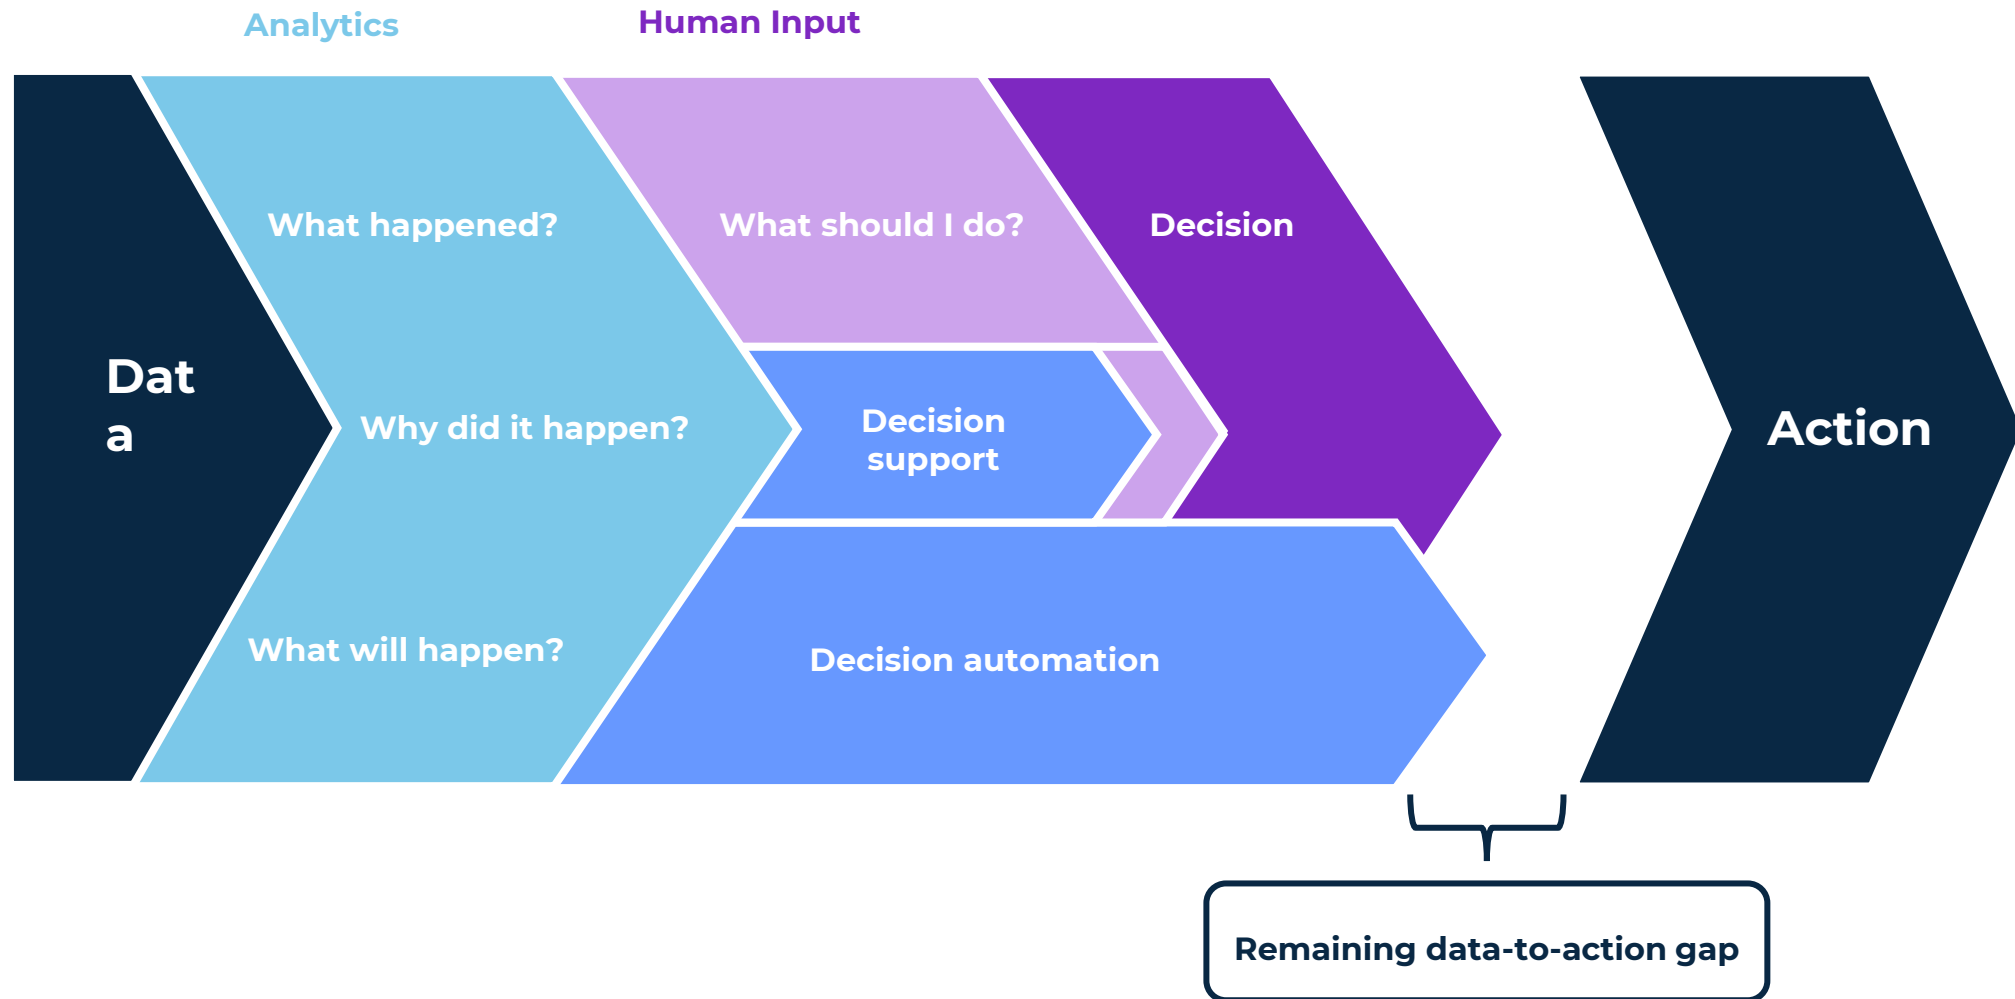 Analytics
Human Input
What happened?
What should I do?
Decision
Dat
a
Why did it happen?
Decision
support
Action
What will happen?
Decision automation
Remaining data-to-action gap